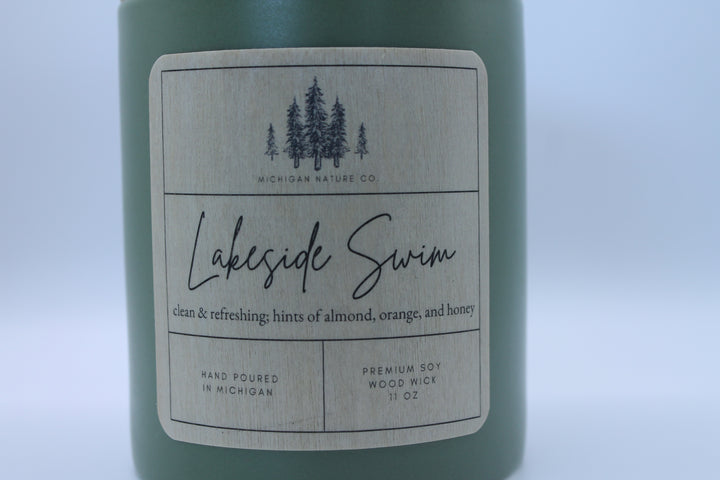 MICHIGAN NATURE CO.
Lakeside Swim
clean & refreshing; hints of almond, orange, and honey
HAND POURED
IN MICHIGAN
PREMIUM SOY
WOOD WICK
11 OZ